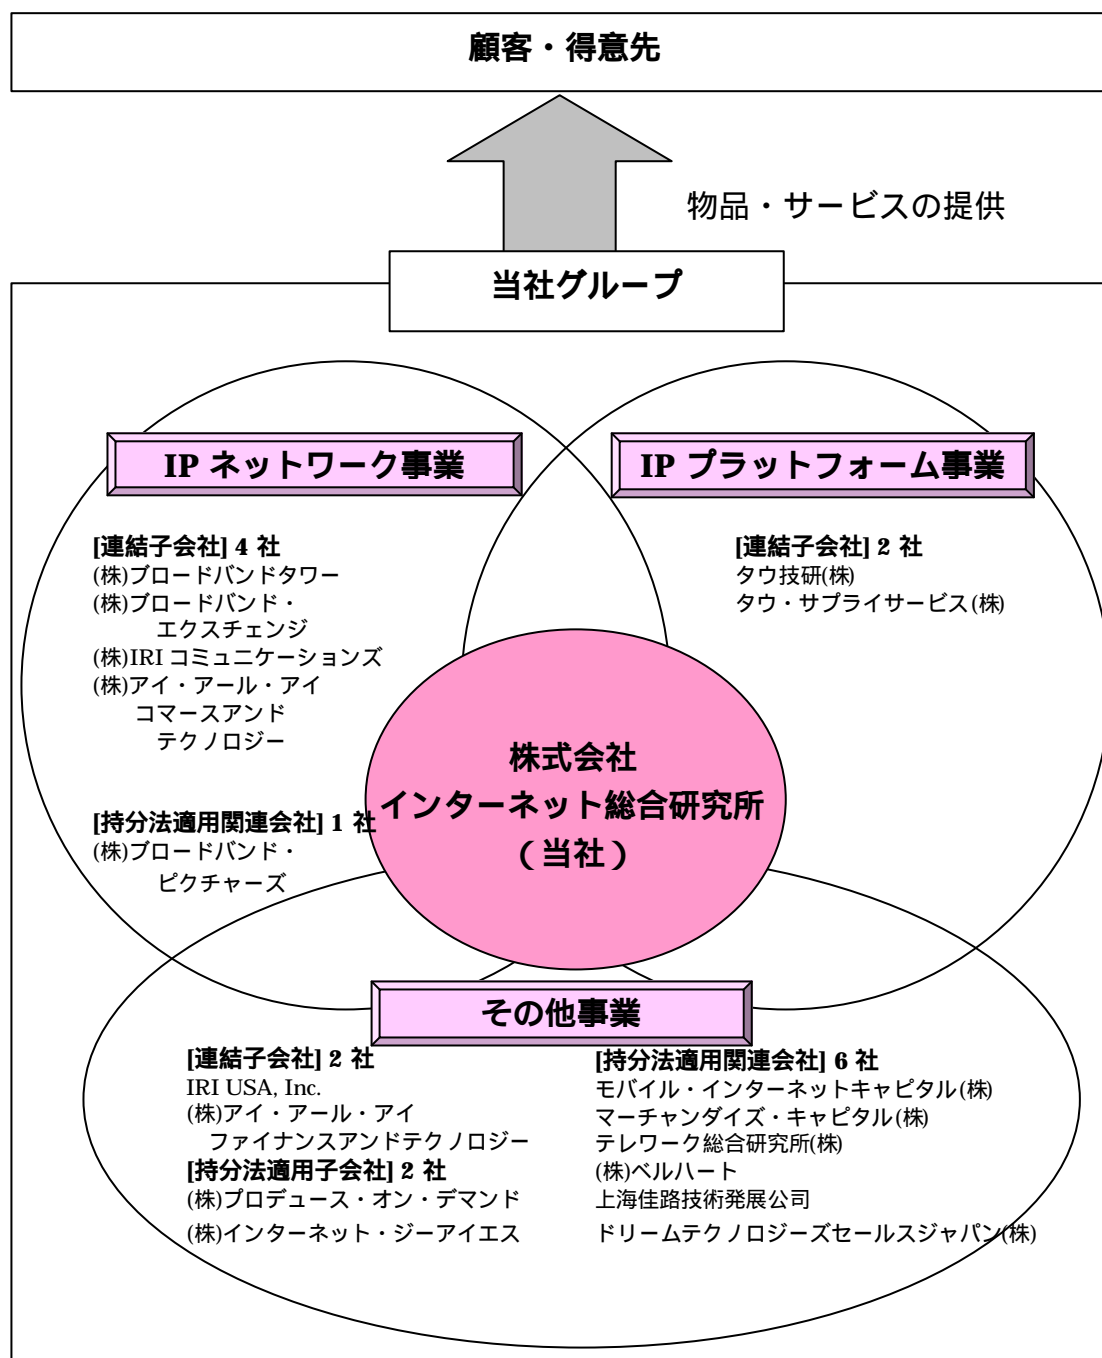 顧客・得意先
物品・サービスの提供
当社グループ
IP ネットワーク事業
[連結子会社] 4 社
(株)ブロードバンドタワー
(株)ブロードバンド・
エクスチェンジ
(株)IRI コミュニケーションズ
(株)アイ・アール・アイ
コマースアンド
テクノロジー
[持分法適用関連会社] 1 社
(株)ブロードバンド・
ピクチャーズ
IP プラットフォーム事業
[連結子会社] 2 社
タウ技研(株)
タウ・サプライサービス(株)
株式会社
インターネット総合研究所
（当社）
その他事業
[連結子会社] 2 社
IRI USA, Inc.
(株)アイ・アール・アイ
ファイナンスアンドテクノロジー
[持分法適用子会社] 2 社
(株)プロデュース・オン・デマンド
(株)インターネット・ジーアイエス
[持分法適用関連会社] 6 社
モバイル・インターネットキャピタル(株)
マーチャンダイズ・キャピタル(株)
テレワーク総合研究所(株)
(株)ベルハート
上海佳路技術発展公司
ドリームテクノロジーズセールスジャパン(株)